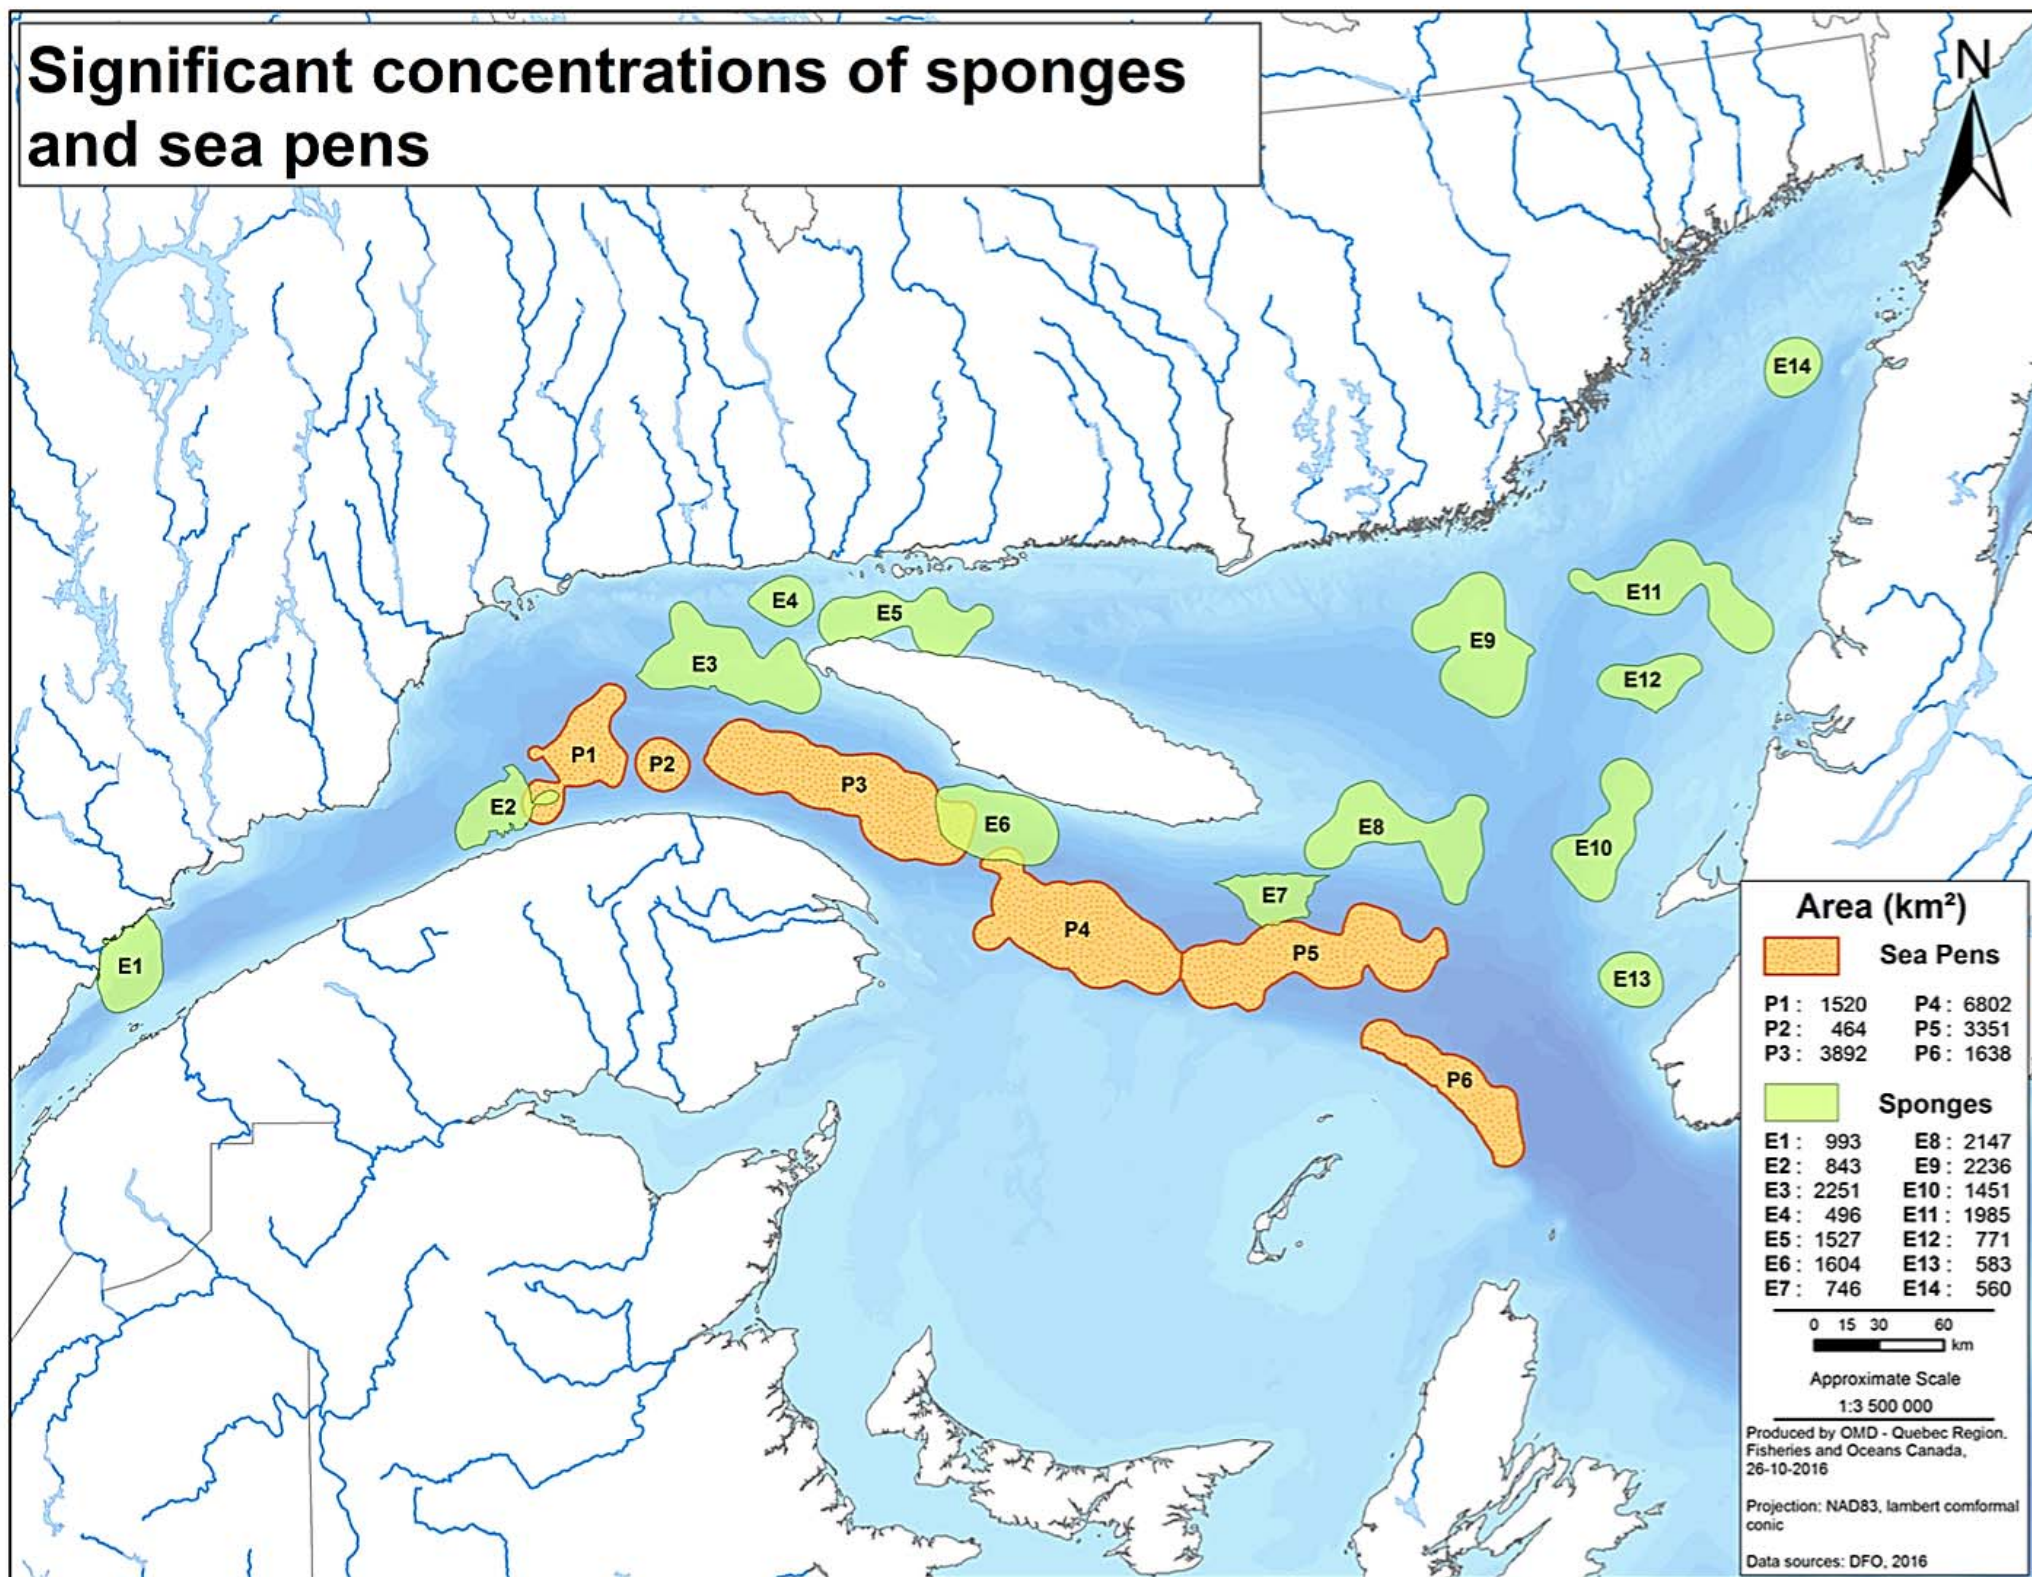 Significant concentrations of sponges
and sea pens
N
E14
E4
E5
E11
E3
E9
E12
P1
P2
P3
E2
E6
E8
E10
E7
P4
P5
E1
E13
P6
Area (km²)
Sea Pens
P1 : 1520 P4 : 6802
P2 : 464 P5 : 3351
P3 : 3892 P6 : 1638
Sponges
E1 : 993 E8 : 2147
E2 : 843 E9 : 2236
E3 : 2251 E10 : 1451
E4 : 496 E11 : 1985
E5 : 1527 E12 : 771
E6 : 1604 E13 : 583
E7 : 746 E14 : 560
0 15 30 60
km
Approximate Scale
1:3 500 000
Produced by OMD - Quebec Region.
Fisheries and Oceans Canada,
26-10-2016
Projection: NAD83, lambert comformal
conic
Data sources: DFO, 2016